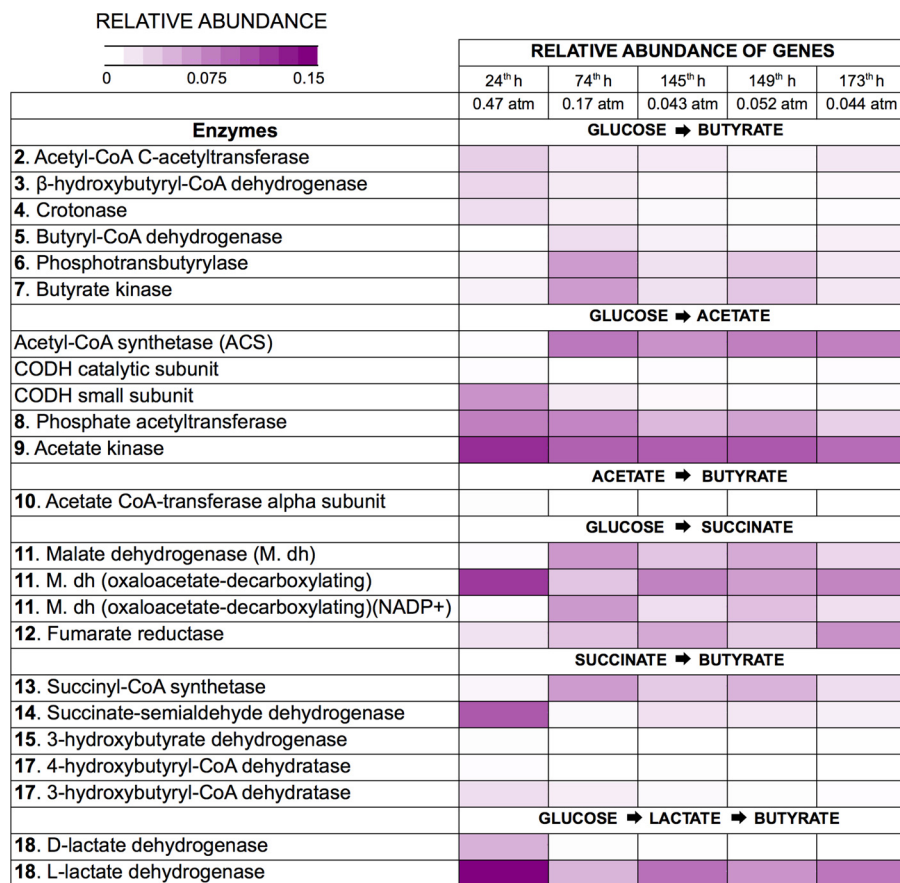 RELATIVE ABUNDANCE
0 0.075 0.15
RELATIVE ABUNDANCE OF GENES
24th h 74th h 145th h 149th h 173th h
0.47 atm 0.17 atm 0.043 atm 0.052 atm 0.044 atm
Enzymes GLUCOSE ➡ BUTYRATE
2. Acetyl-CoA C-acetyltransferase
3. β-hydroxybutyryl-CoA dehydrogenase
4. Crotonase
5. Butyryl-CoA dehydrogenase
6. Phosphotransbutyrylase
7. Butyrate kinase
GLUCOSE ➡ ACETATE
Acetyl-CoA synthetase (ACS)
CODH catalytic subunit
CODH small subunit
8. Phosphate acetyltransferase
9. Acetate kinase
ACETATE ➡ BUTYRATE
10. Acetate CoA-transferase alpha subunit
GLUCOSE ➡ SUCCINATE
11. Malate dehydrogenase (M. dh)
11. M. dh (oxaloacetate-decarboxylating)
11. M. dh (oxaloacetate-decarboxylating)(NADP+)
12. Fumarate reductase
SUCCINATE ➡ BUTYRATE
13. Succinyl-CoA synthetase
14. Succinate-semialdehyde dehydrogenase
15. 3-hydroxybutyrate dehydrogenase
17. 4-hydroxybutyryl-CoA dehydratase
17. 3-hydroxybutyryl-CoA dehydratase
GLUCOSE ➡ LACTATE ➡ BUTYRATE
18. D-lactate dehydrogenase
18. L-lactate dehydrogenase